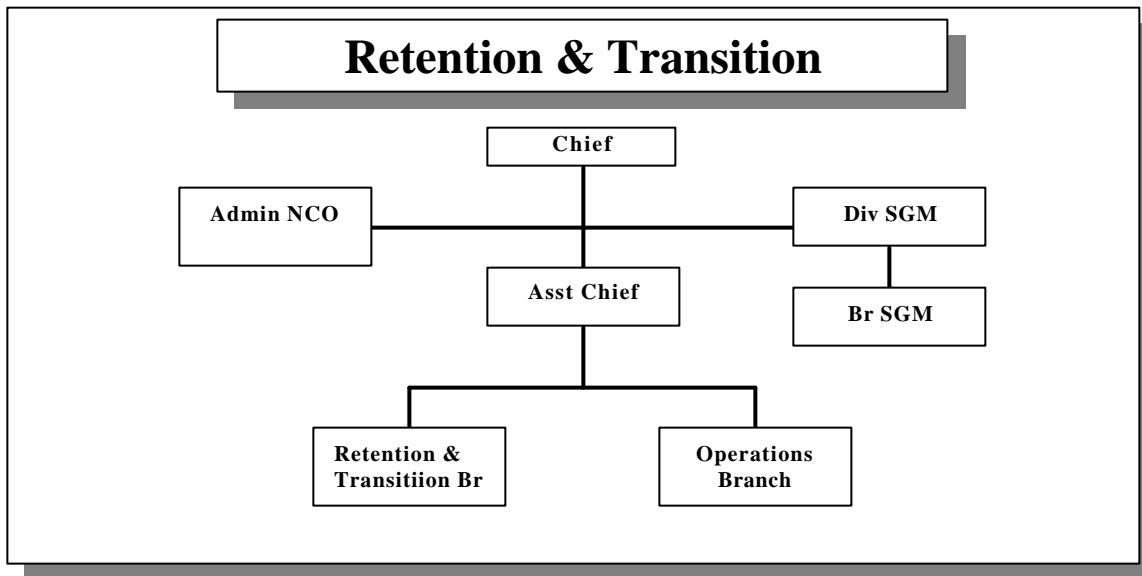 Retention & Transition
Chief
Admin NCO
Div SGM
Asst Chief
Br SGM
Retention &
Transitiion Br
Operations
Branch